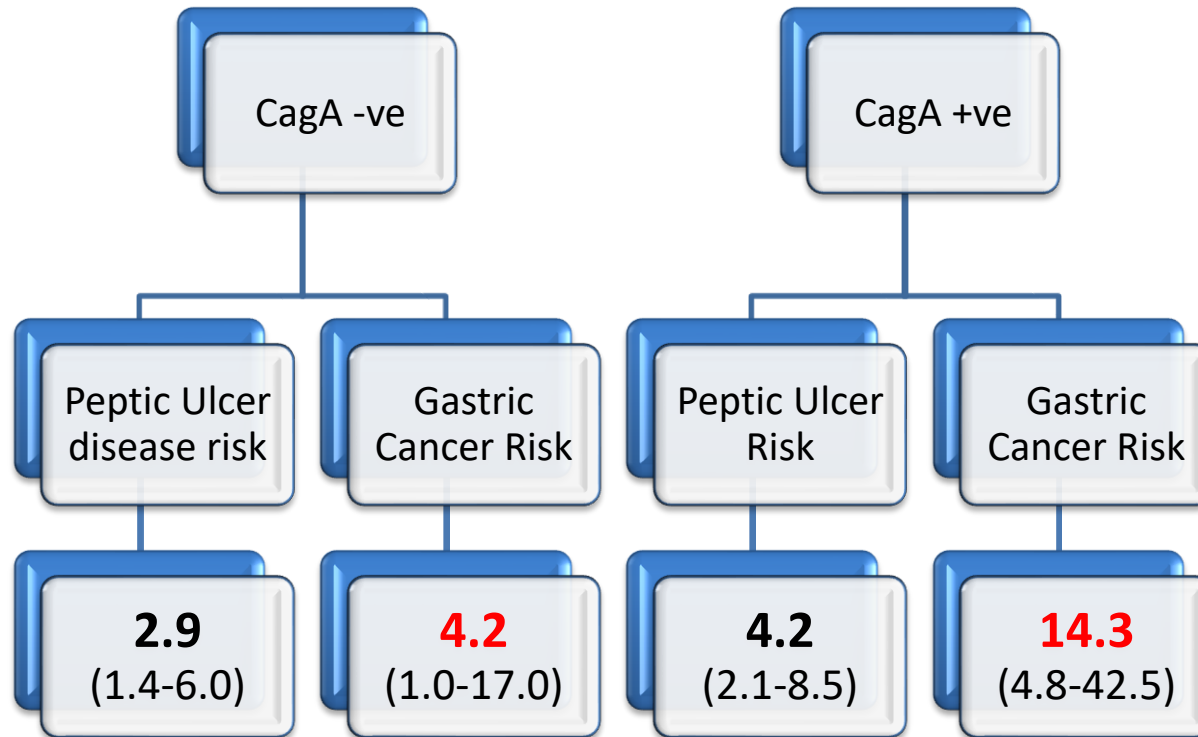 CagA -ve
CagA +ve
Peptic Ulcer
disease risk
Gastric
Cancer Risk
Peptic Ulcer
Risk
Gastric
Cancer Risk
2.9
(1.4-6.0)
4.2
(1.0-17.0)
4.2
(2.1-8.5)
14.3
(4.8-42.5)